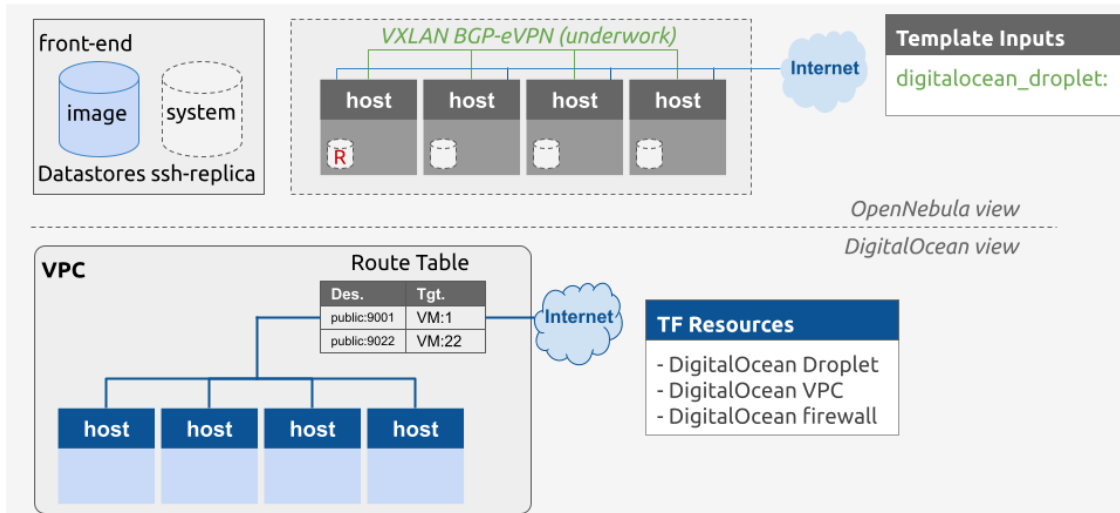 front-end
image
system
Datastores ssh-replica
VXLAN BGP-eVPN (underwork)
host
host
host
host
R
Internet
Template Inputs
digitalocean_droplet:
OpenNebula view
DigitalOcean view
VPC
Route Table
Des. Tgt.
public:9001 VM:1
public:9022 VM:22
Internet
host
host
host
host
TF Resources
- DigitalOcean Droplet
- DigitalOcean VPC
- DigitalOcean firewall